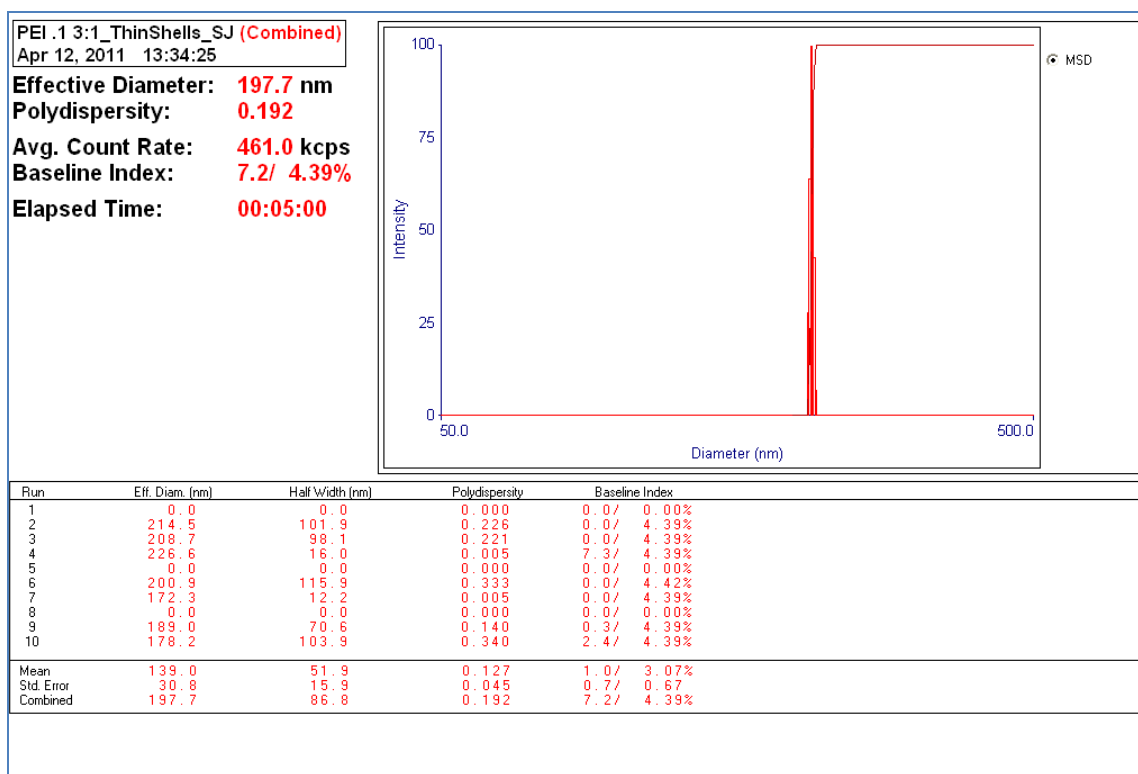 PEI .1 3:1_ThinShells_SJ (Combined)
Apr 12, 2011 13:34:25
Effective Diameter: 197.7 nm
Polydispersity: 0.192
Avg. Count Rate: 461.0 kcps
Baseline Index: 7.2/ 4.39%
Elapsed Time: 00:05:00
100
75
50
25
0
Intensity
50.0 500.0
Diameter (nm)
MSD
Run Eff. Diam. (nm) Half Width (nm) Polydispersity Baseline Index
1 0.0 0.0 0.000 0.0/ 0.00%
2 214.5 101.9 0.226 0.0/ 4.39%
3 208.7 98.1 0.221 0.0/ 4.39%
4 226.6 16.0 0.005 7.3/ 4.39%
5 0.0 0.0 0.000 0.0/ 0.00%
6 200.9 115.9 0.333 0.0/ 4.42%
7 172.3 12.2 0.005 0.0/ 4.39%
8 0.0 0.0 0.000 0.0/ 0.00%
9 189.0 70.6 0.140 0.3/ 4.39%
10 178.2 103.9 0.340 2.4/ 4.39%
Mean 139.0 51.9 0.127 1.0/ 3.07%
Std. Error 30.8 15.9 0.045 0.7/ 0.67
Combined 197.7 86.8 0.192 7.2/ 4.39%